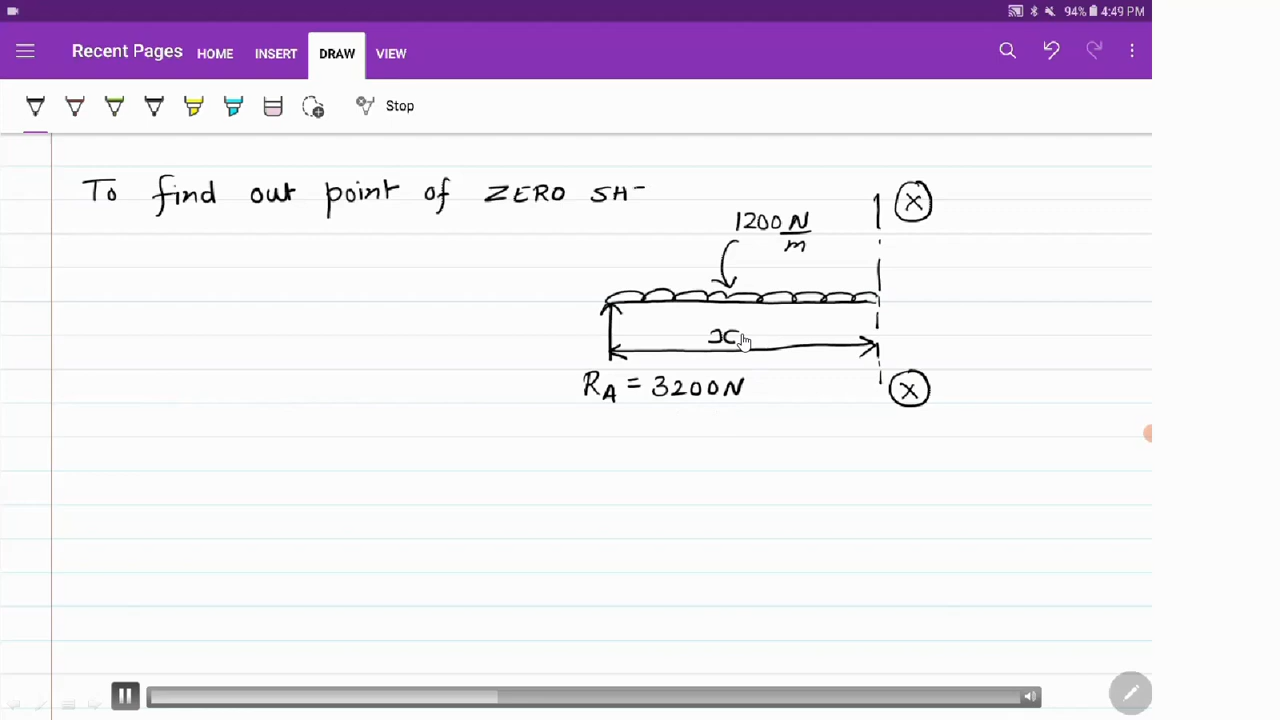 94% 4:49 PM
Recent Pages HOME INSERT DRAW VIEW
Stop
To find out point of ZERO SH
X
1200 N/m
x
RA = 3200N
X